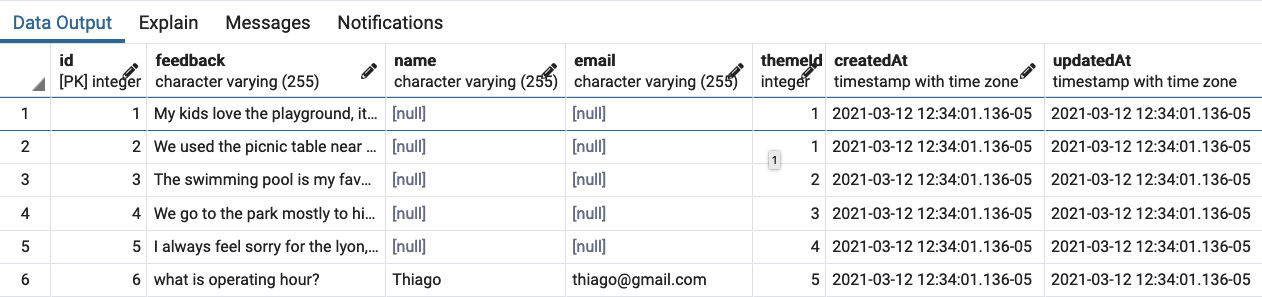 Data Output Explain Messages Notifications
id feedback name email themeId createdAt updatedAt
[PK] integer character varying (255) character varying (255) character varying (255) integer timestamp with time zone timestamp with time zone
1 1 My kids love the playground, it... [null] [null] 1 2021-03-12 12:34:01.136-05 2021-03-12 12:34:01.136-05
2 2 We used the picnic table near ... [null] [null] 1 2021-03-12 12:34:01.136-05 2021-03-12 12:34:01.136-05
1
3 3 The swimming pool is my fav... [null] [null] 2 2021-03-12 12:34:01.136-05 2021-03-12 12:34:01.136-05
4 4 We go to the park mostly to hi... [null] [null] 3 2021-03-12 12:34:01.136-05 2021-03-12 12:34:01.136-05
5 5 I always feel sorry for the lyon,... [null] [null] 4 2021-03-12 12:34:01.136-05 2021-03-12 12:34:01.136-05
6 6 what is operating hour? Thiago thiago@gmail.com 5 2021-03-12 12:34:01.136-05 2021-03-12 12:34:01.136-05